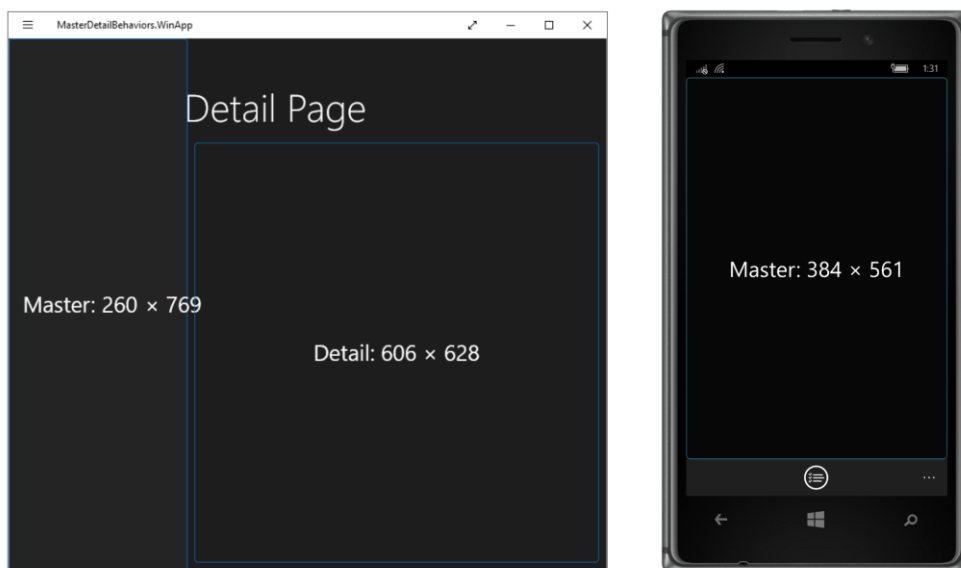 MasterDetailBehaviors.WinApp
Detail Page
Master: 260 × 769
Detail: 606 × 628
1:31
Master: 384 × 561